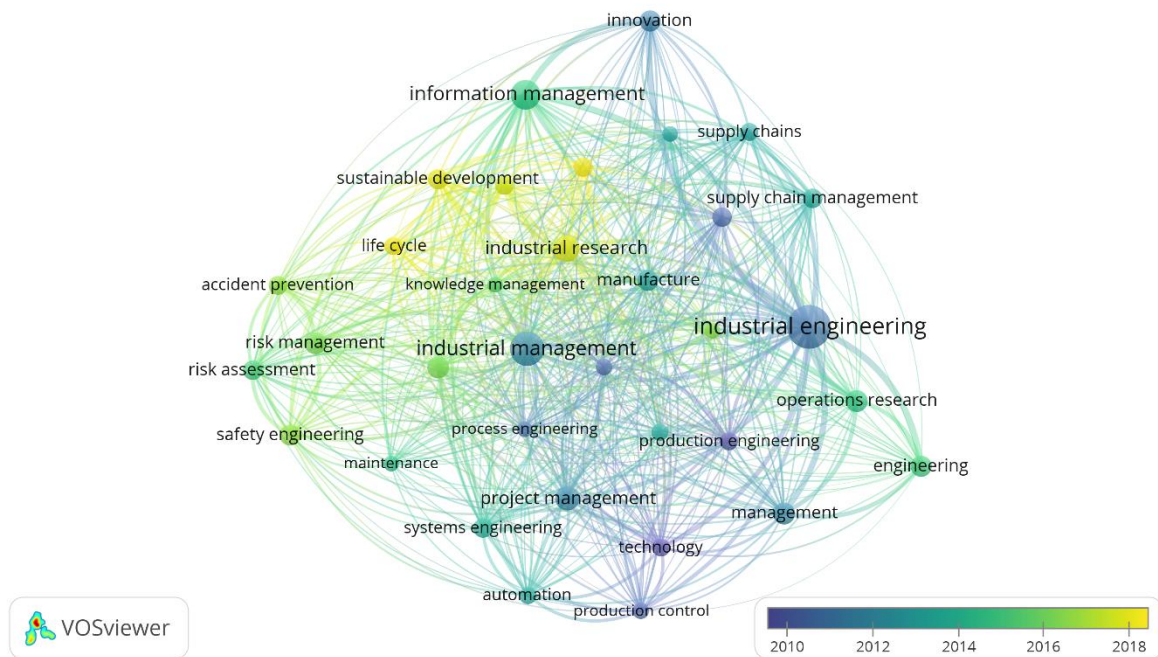 innovation
information management
supply chains
sustainable development
supply chain management
life cycle
industrial research
accident prevention
knowledge management
manufacture
industrial engineering
risk management
industrial management
risk assessment
operations research
safety engineering
process engineering
production engineering
maintenance
engineering
project management
management
systems engineering
technology
automation
production control
VOSviewer
2010 2012 2014 2016 2018